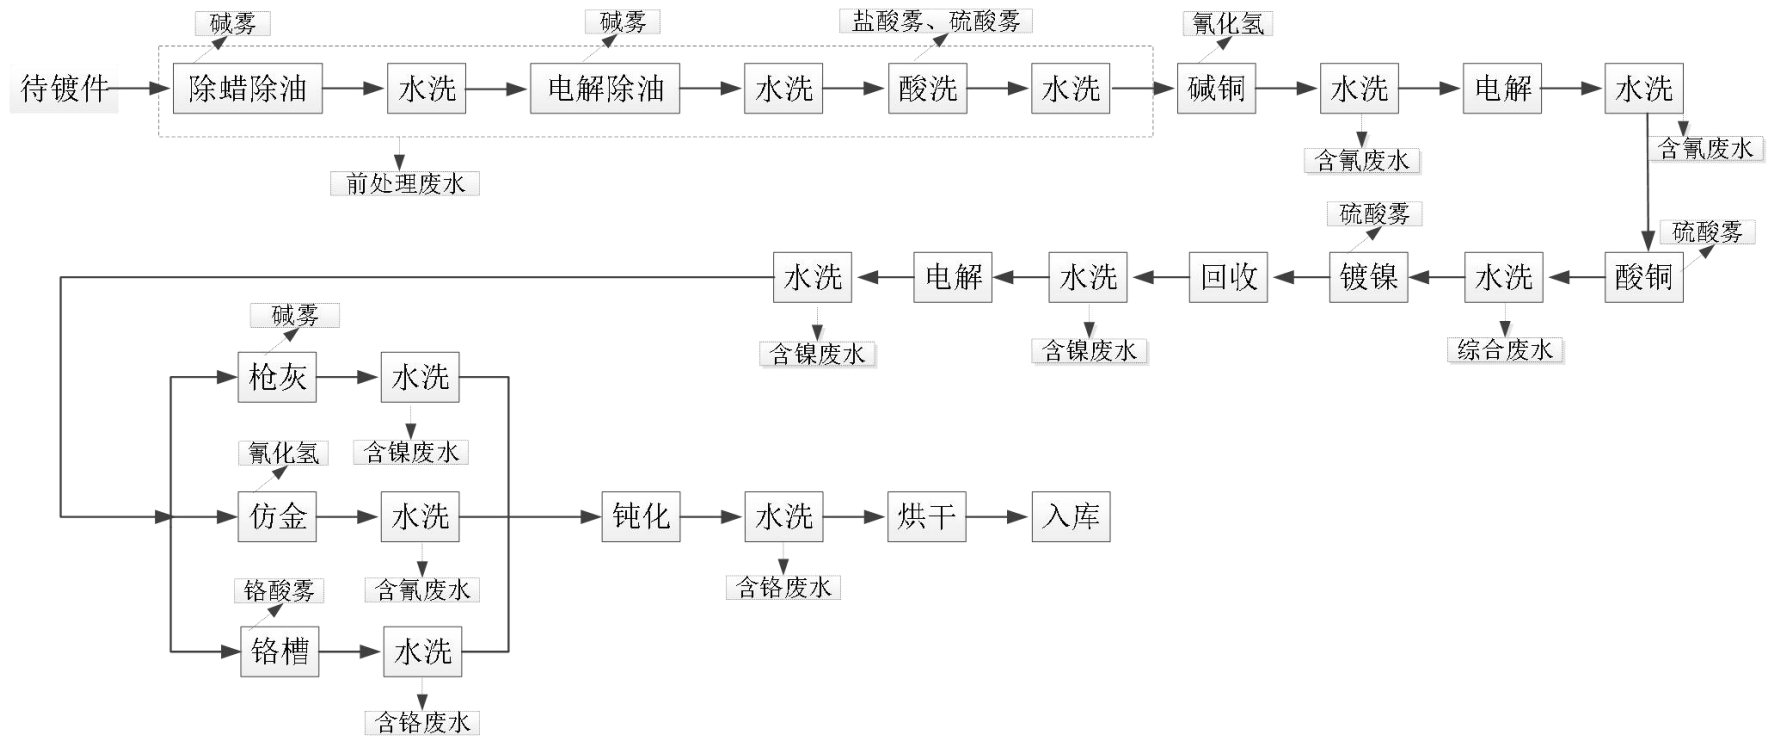 碱雾
碱雾
盐酸雾、硫酸雾
氰化氢
待镀件
除蜡除油
水洗
电解除油
水洗
酸洗
水洗
碱铜
水洗
电解
水洗
含氰废水
含氰废水
前处理废水
硫酸雾
硫酸雾
水洗
电解
水洗
回收
镀镍
水洗
酸铜
含镍废水
含镍废水
综合废水
碱雾
枪灰
水洗
含镍废水
氰化氢
仿金
水洗
钝化
水洗
烘干
入库
含氰废水
含铬废水
铬酸雾
铬槽
水洗
含铬废水